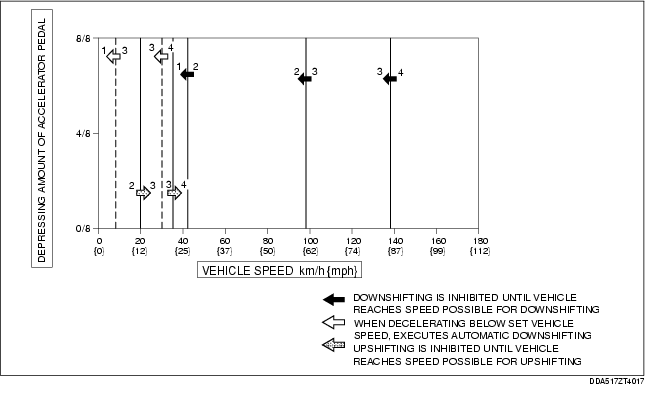 DEPRESSING AMOUNT OF ACCELERATOR PEDAL
8/8
4/8
0/8
1 3
3 4
1 2
2 3
3 4
2 3
3 4
0 20 40 60 80 100 120 140 160 180
{0} {12} {25} {37} {50} {62} {74} {87} {99} {112}
VEHICLE SPEED km/h {mph}
DOWNSHIFTING IS INHIBITED UNTIL VEHICLE
REACHES SPEED POSSIBLE FOR DOWNSHIFTING
WHEN DECELERATING BELOW SET VEHICLE
SPEED, EXECUTES AUTOMATIC DOWNSHIFTING
UPSHIFTING IS INHIBITED UNTIL VEHICLE
REACHES SPEED POSSIBLE FOR UPSHIFTING
DDA517ZT4017